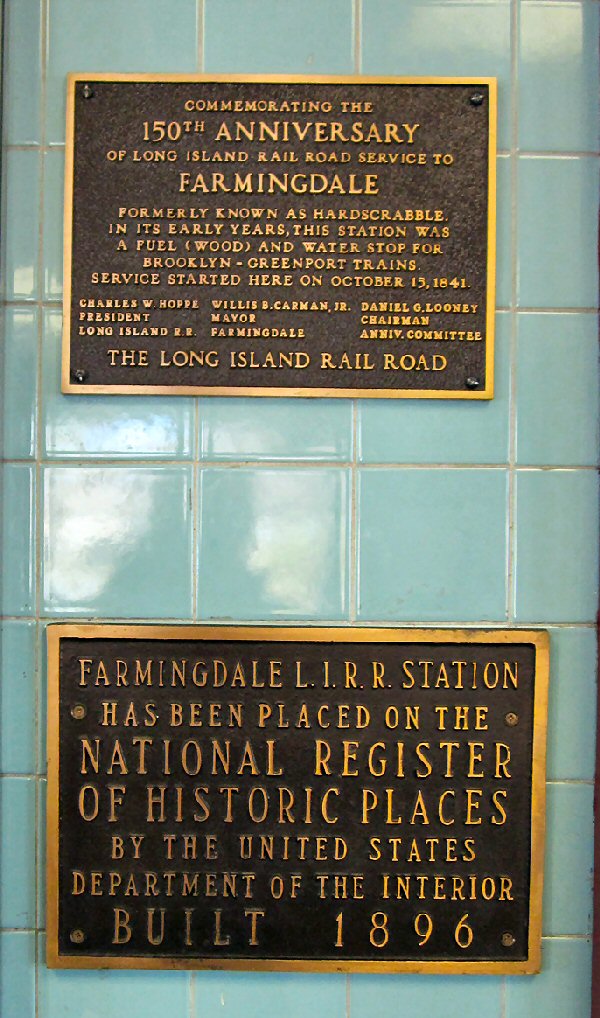 COMMEMORATING THE
150TH ANNIVERSARY
OF LONG ISLAND RAIL ROAD SERVICE TO
FARMINGDALE
FORMERLY KNOWN AS HARDSCRABBLE.
IN ITS EARLY YEARS, THIS STATION WAS
A FUEL (WOOD) AND WATER STOP FOR
BROOKLYN - GREENPORT TRAINS.
SERVICE STARTED HERE ON OCTOBER 15, 1841.
CHARLES W. HOPPE WILLIS B. CARMAN, JR. DANIEL G. LOONEY
PRESIDENT MAYOR CHAIRMAN
LONG ISLAND R.R. FARMINGDALE ANNIV. COMMITTEE
THE LONG ISLAND RAIL ROAD
FARMINGDALE L.I.R.R. STATION
HAS BEEN PLACED ON THE
NATIONAL REGISTER
OF HISTORIC PLACES
BY THE UNITED STATES
DEPARTMENT OF THE INTERIOR
BUILT 1896